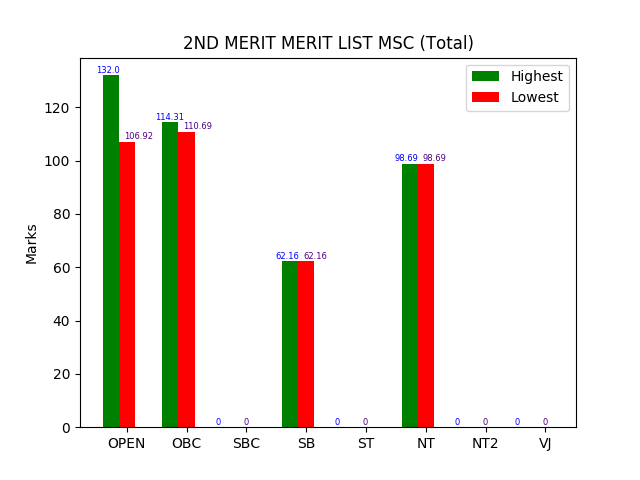 2ND MERIT MERIT LIST MSC (Total)
Highest
Lowest
132.0
106.92
114.31
110.69
0
0
62.16
62.16
0
0
98.69
98.69
0
0
0
0
Marks
120
100
80
60
40
20
0
OPEN
OBC
SBC
SB
ST
NT
NT2
VJ